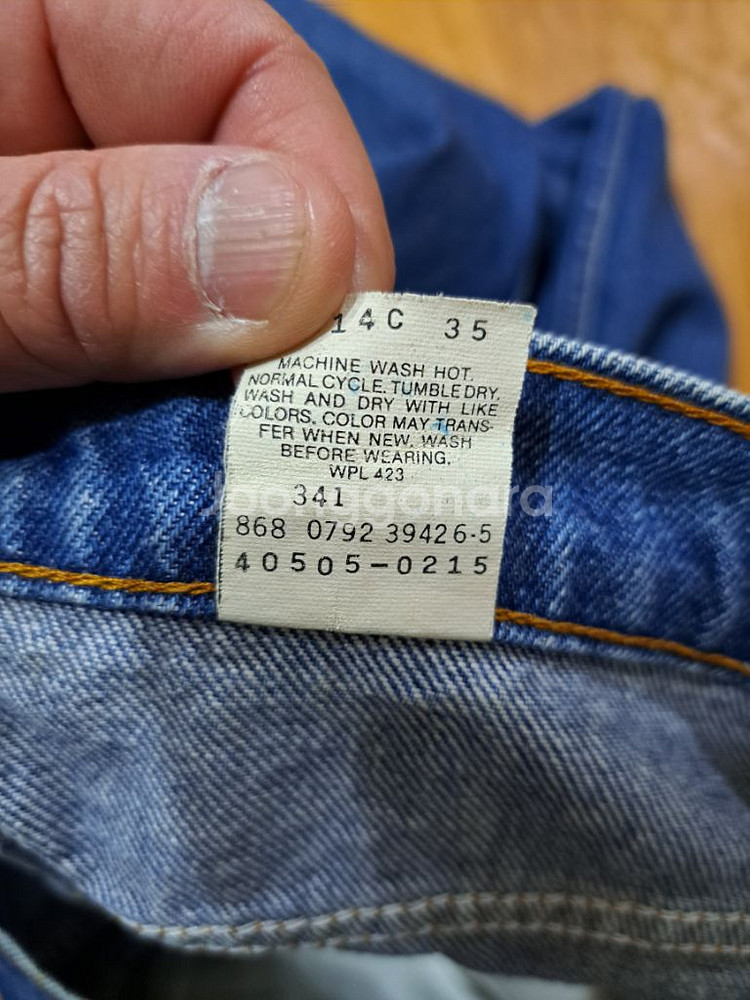 14C 35
MACHINE WASH HOT,
NORMAL CYCLE. TUMBLE DRY.
WASH AND DRY WITH LIKE
COLORS. COLOR MAY TRANS-
FER WHEN NEW. WASH
BEFORE WEARING.
WPL 423
341
868 0792 39426-5
40505-0215
Joonggonara